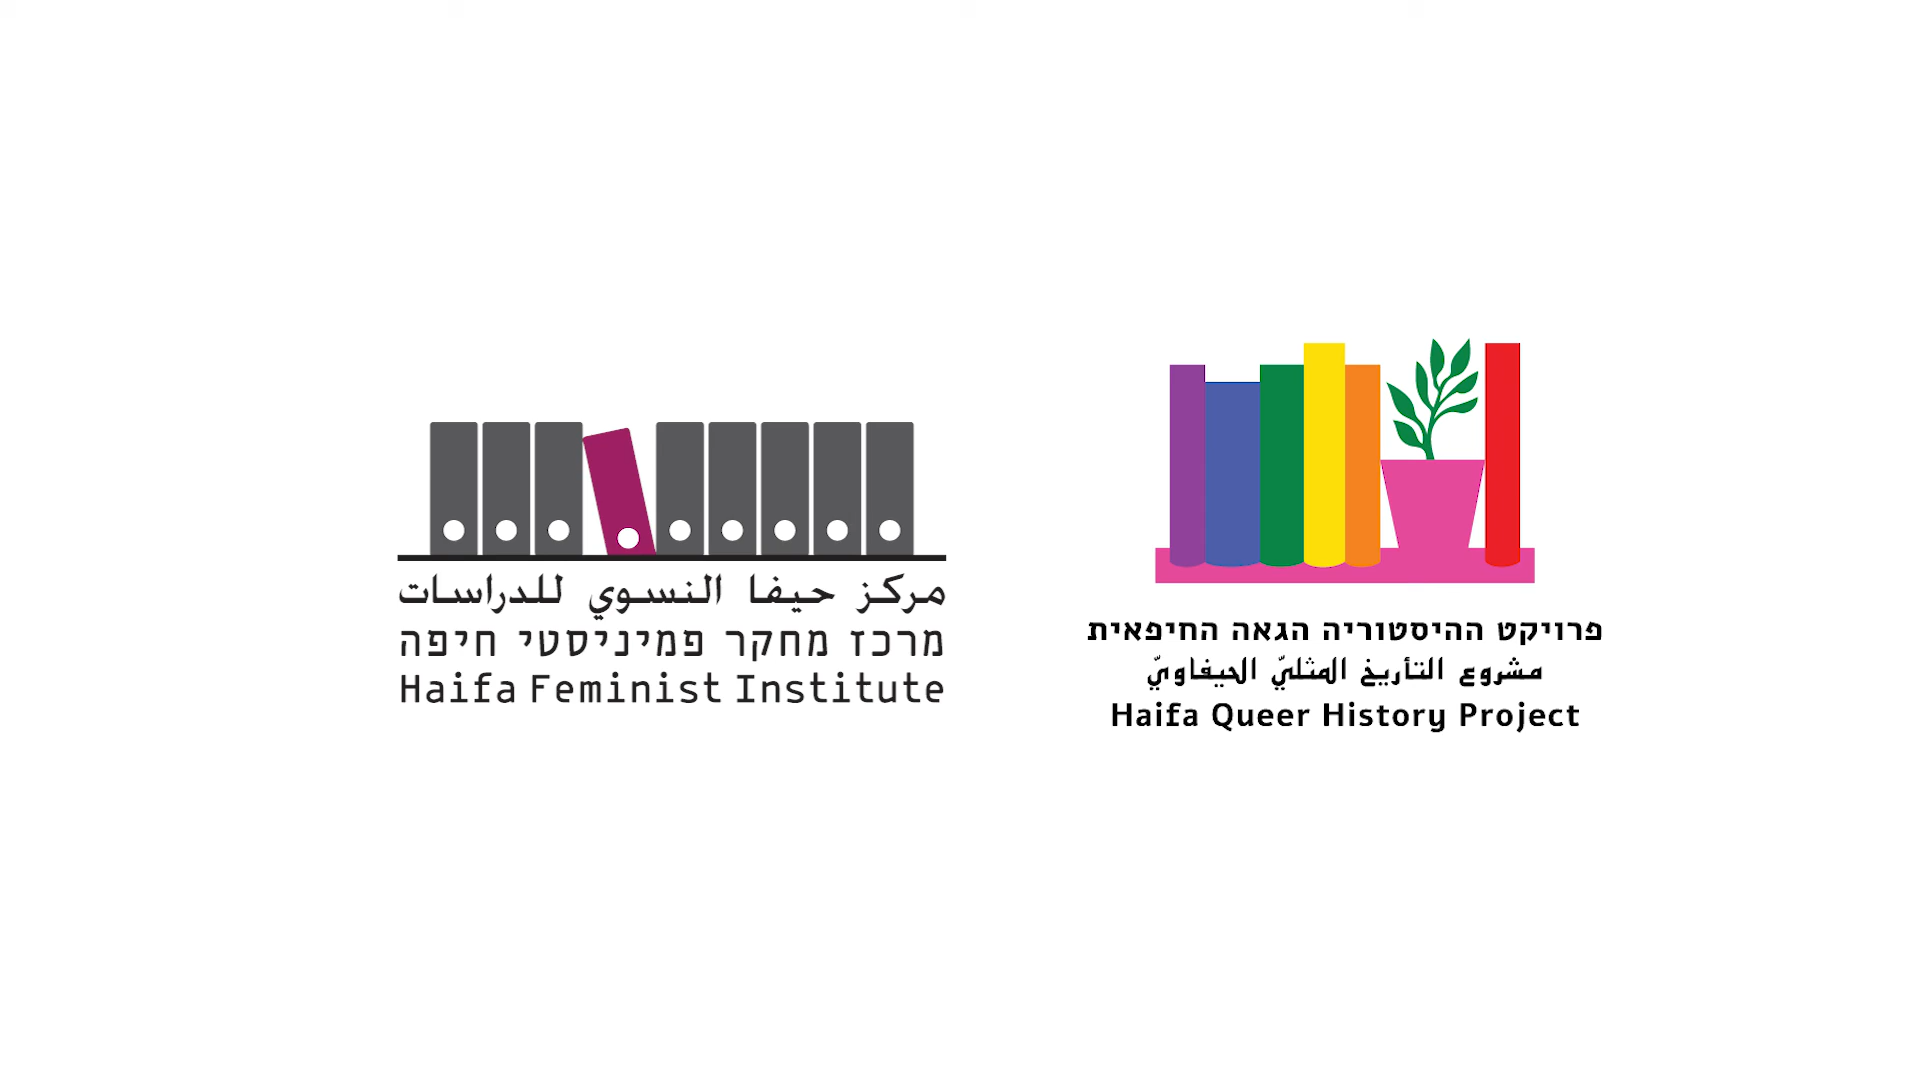 مركز حيفا النسوي للدراسات
מרכז מחקר פמיניסטי חיפה
Haifa Feminist Institute
פרויקט ההיסטוריה הגאה החיפאית
مشروع التأريخ المثليّ الحيفاويّ
Haifa Queer History Project